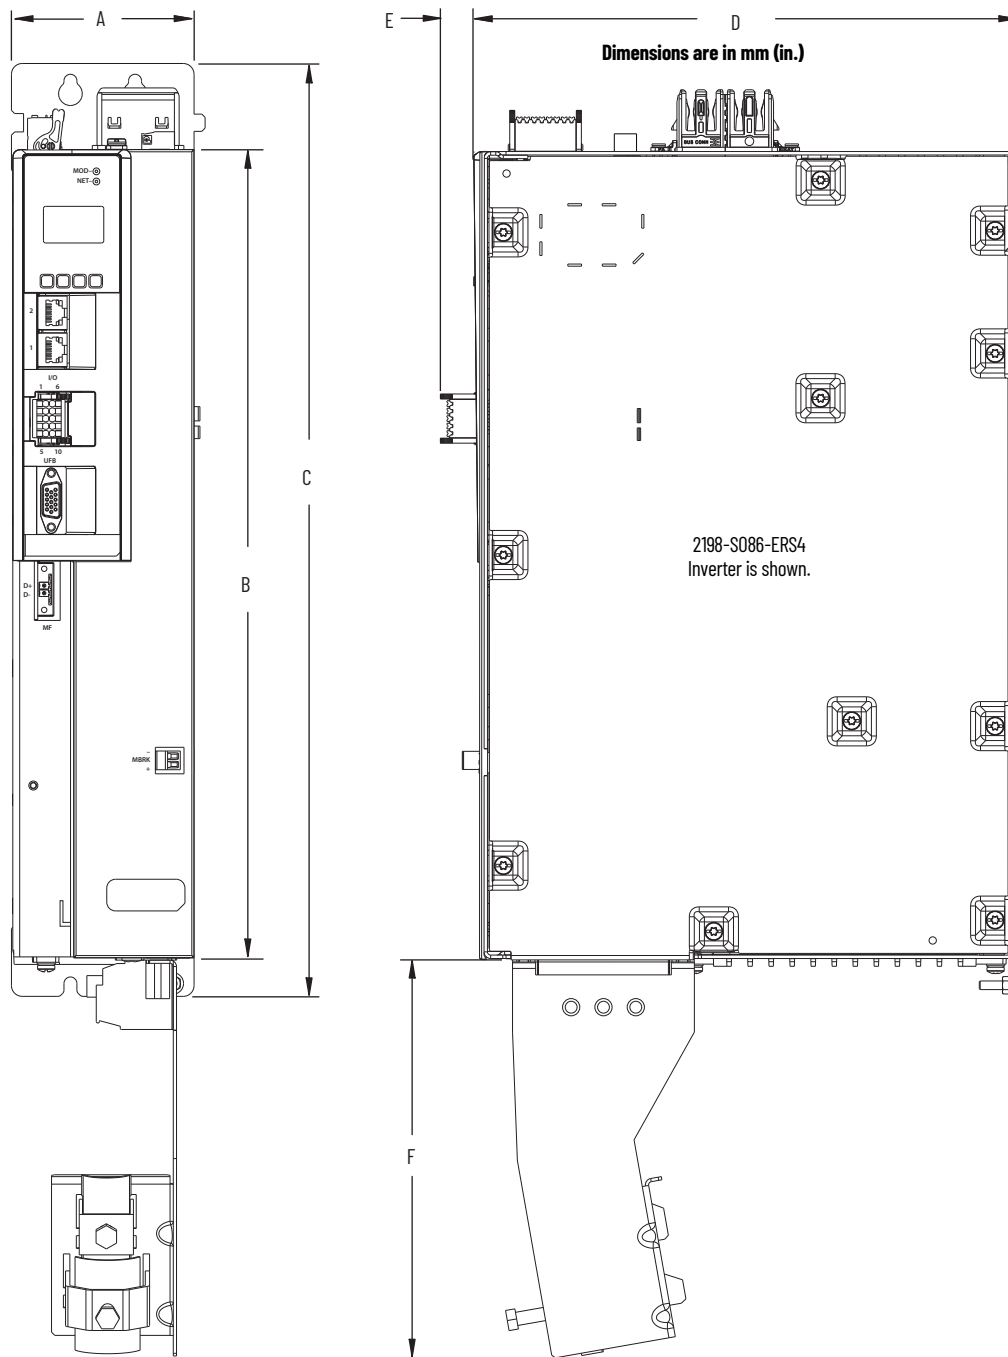 A
E
D
Dimensions are in mm (in.)
BUS CONN
MOD
NET
2
1
I/O
1 6
5 10
UFB
C
2198-S086-ERS4
Inverter is shown.
B
D+
D-
MF
–
MBRK
+
F